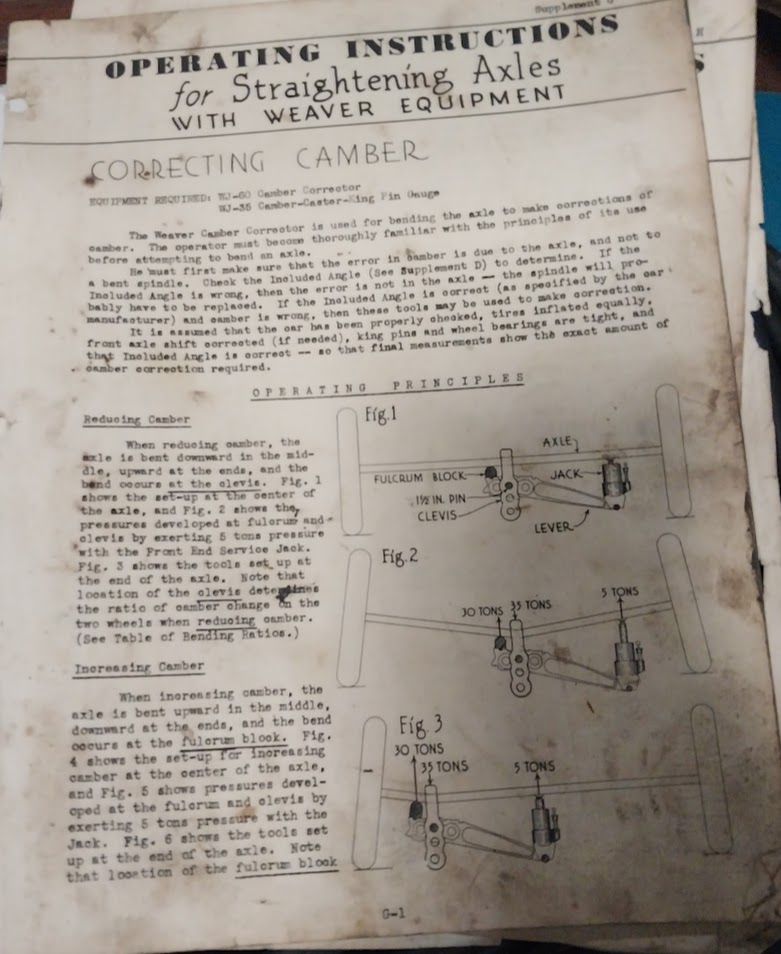 Supplement G
OPERATING INSTRUCTIONS
for Straightening Axles
WITH WEAVER EQUIPMENT
CORRECTING CAMBER
EQUIPMENT REQUIRED: WJ-60 Camber Corrector
WJ-35 Camber-Caster-King Pin Gauge
The Weaver Camber Corrector is used for bending the axle to make corrections of
camber. The operator must become thoroughly familiar with the principles of its use
before attempting to bend an axle.
He must first make sure that the error in camber is due to the axle, and not to
a bent spindle. Check the Included Angle (See Supplement D) to determine. If the
Included Angle is wrong, then the error is not in the axle -- the spindle will pro-
bably have to be replaced. If the Included Angle is correct (as specified by the car
manufacturer) and camber is wrong, then these tools may be used to make correction.
It is assumed that the car has been properly checked, tires inflated equally,
front axle shift corrected (if needed), king pins and wheel bearings are tight, and
that Included Angle is correct -- so that final measurements show the exact amount of
camber correction required.
OPERATING PRINCIPLES
Reducing Camber
When reducing camber, the
axle is bent downward in the mid-
dle, upward at the ends, and the
bend occurs at the clevis. Fig. 1
shows the set-up at the center of
the axle, and Fig. 2 shows the
pressures developed at fulcrum and
clevis by exerting 5 tons pressure
with the Front End Service Jack.
Fig. 3 shows the tools set up at
the end of the axle. Note that
location of the clevis determines
the ratio of camber change on the
two wheels when reducing camber.
(See Table of Bending Ratios.)
Increasing Camber
When increasing camber, the
axle is bent upward in the middle,
downward at the ends, and the bend
occurs at the fulcrum block. Fig.
4 shows the set-up for increasing
camber at the center of the axle,
and Fig. 5 shows pressures devel-
oped at the fulcrum and clevis by
exerting 5 tons pressure with the
Jack. Fig. 6 shows the tools set
up at the end of the axle. Note
that location of the fulcrum block
Fig.1
AXLE
FULCRUM BLOCK
JACK
1½ IN. PIN
CLEVIS
LEVER
Fig.2
30 TONS
35 TONS
5 TONS
Fig. 3
30 TONS
35 TONS
5 TONS
G-1